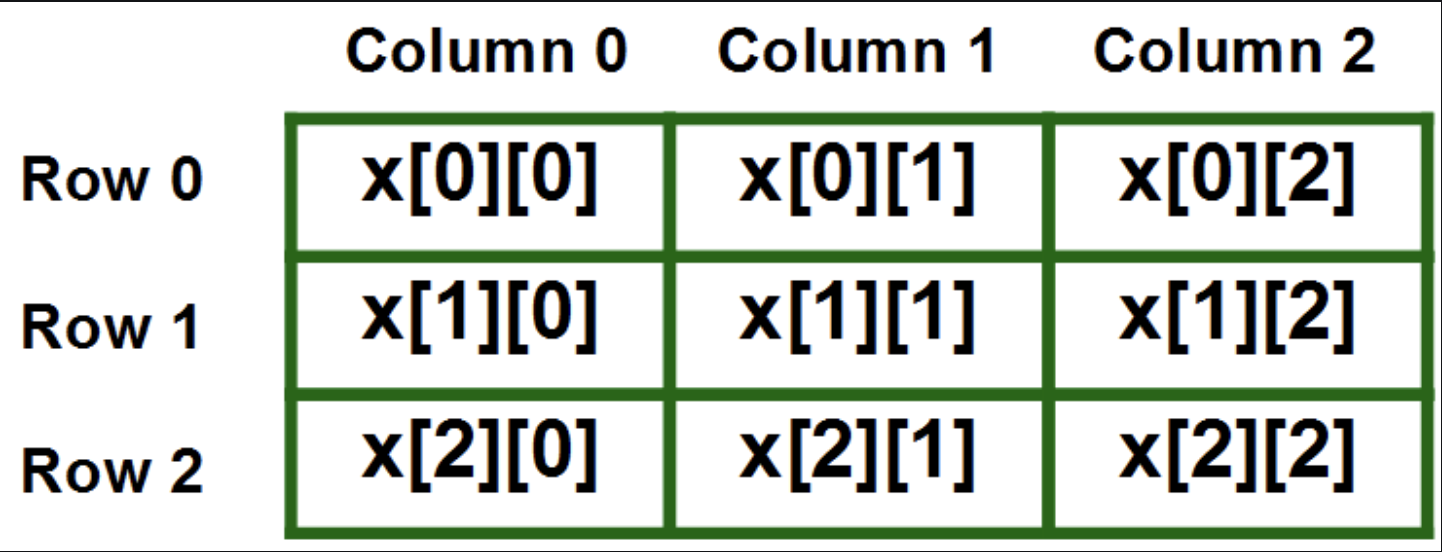 Column 0 Column 1 Column 2
Row 0 x[0][0] x[0][1] x[0][2]
Row 1 x[1][0] x[1][1] x[1][2]
Row 2 x[2][0] x[2][1] x[2][2]